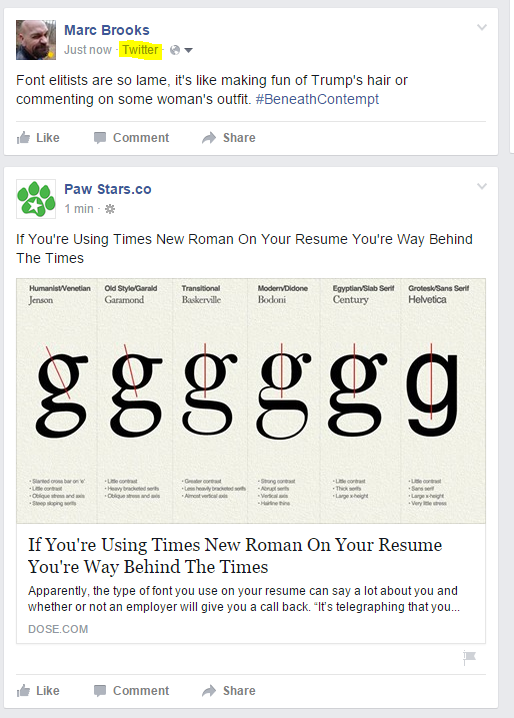 Marc Brooks
Just now · Twitter ·
Font elitists are so lame, it's like making fun of Trump's hair or
commenting on some woman's outfit. #BeneathContempt
Like Comment Share
Paw Stars.co
1 min ·
If You're Using Times New Roman On Your Resume You're Way Behind
The Times
Humanist/Venetian Old Style/Garald Transitional Modern/Didone Egyptian/Slab Serif Grotesk/Sans Serif
Jenson Garamond Baskerville Bodoni Century Helvetica
g g g g g g
• Slanted cross bar on 'e' • Little contrast • Greater contrast • Strong contrast • Little contrast • Little contrast
• Little contrast • Heavy bracketed serifs • Less heavily bracketed serifs • Abrupt serifs • Thick serifs • Sans serif
• Oblique stress and axis • Oblique stress and axis • Almost vertical axis • Vertical axis • Large x-height • Large x-height
• Steep sloping serifs • Hairline thins • Very little stress
If You're Using Times New Roman On Your Resume
You're Way Behind The Times
Apparently, the type of font you use on your resume can say a lot about you and
whether or not an employer will give you a call back. “It's telegraphing that you...
DOSE.COM
Like Comment Share